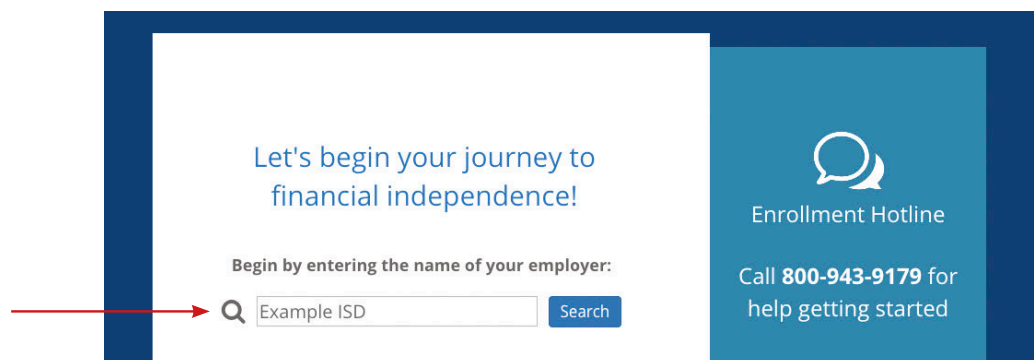 Let's begin your journey to
financial independence!
Begin by entering the name of your employer:
Example ISD
Search
Enrollment Hotline
Call 800-943-9179 for
help getting started